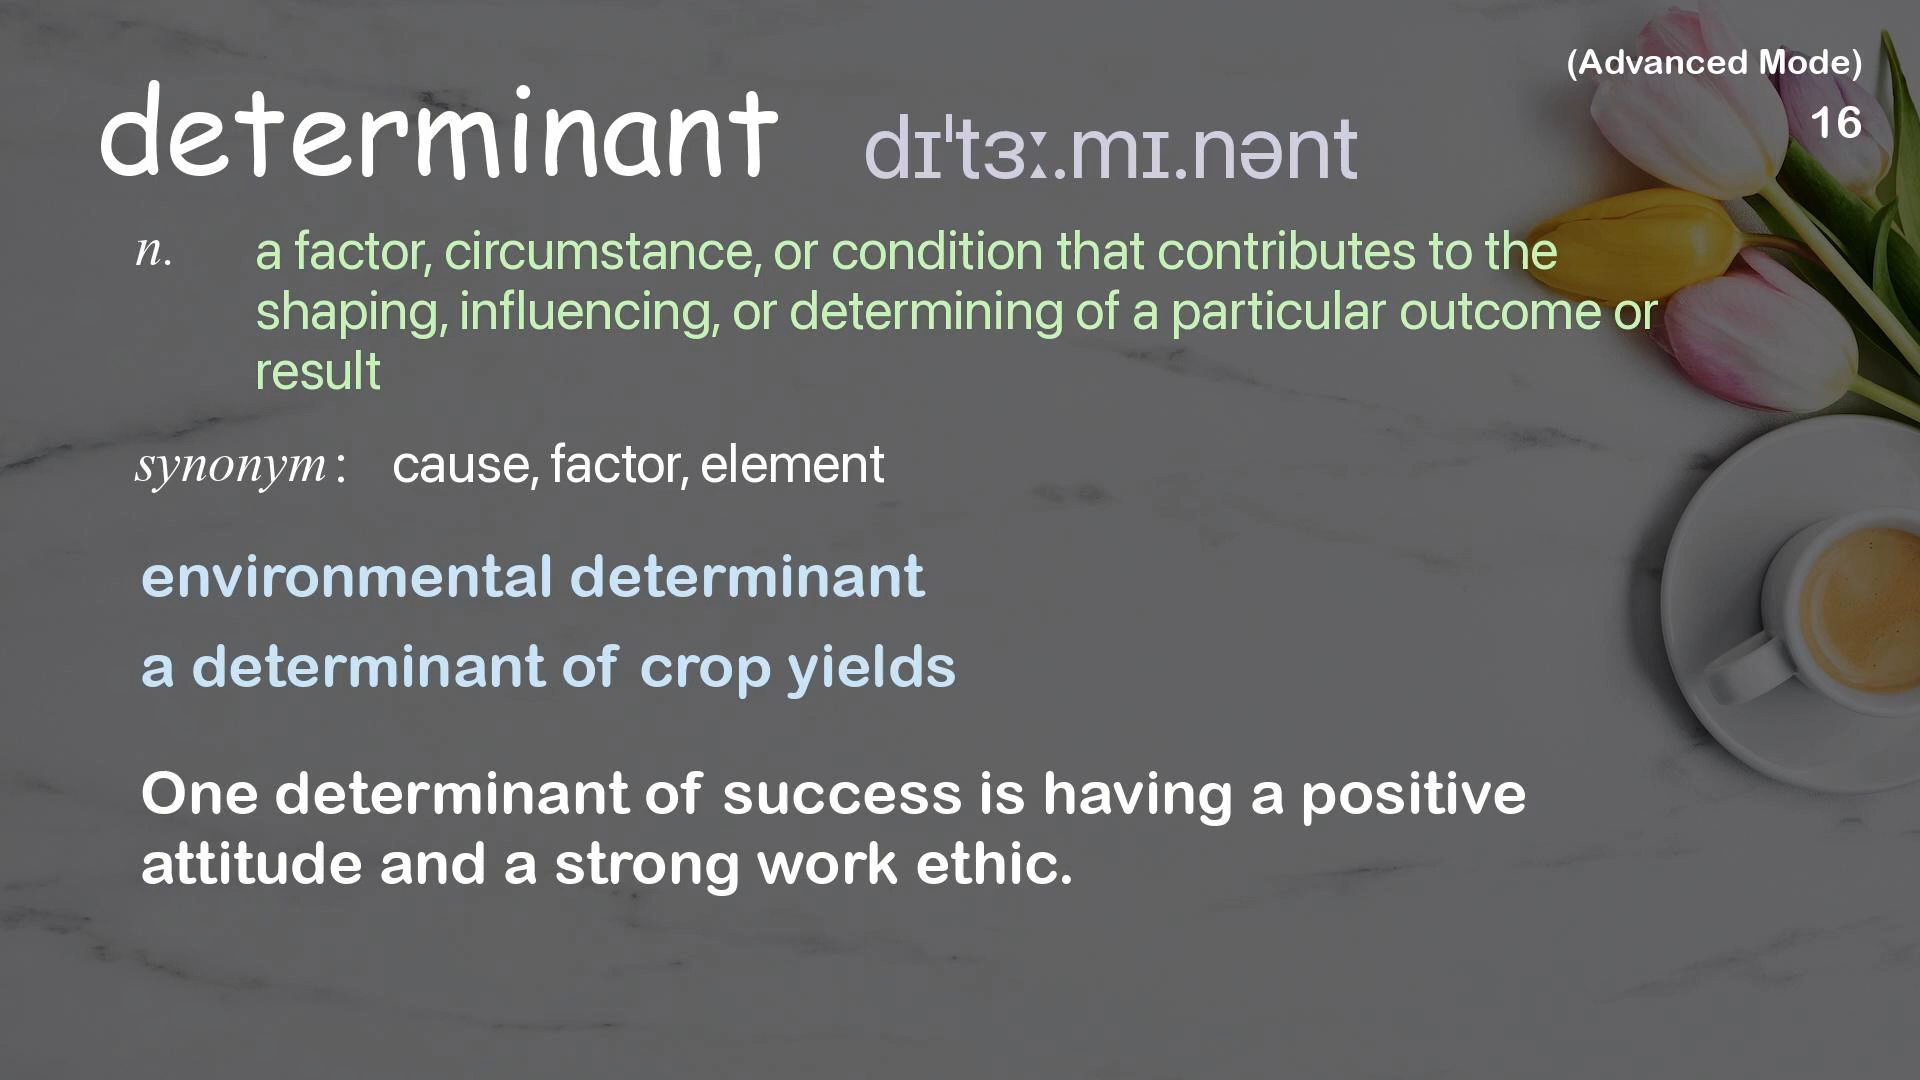 (Advanced Mode)
determinant dɪˈtɜː.mɪ.nənt
16
n. a factor, circumstance, or condition that contributes to the
shaping, influencing, or determining of a particular outcome or
result
synonym: cause, factor, element
environmental determinant
a determinant of crop yields
One determinant of success is having a positive
attitude and a strong work ethic.